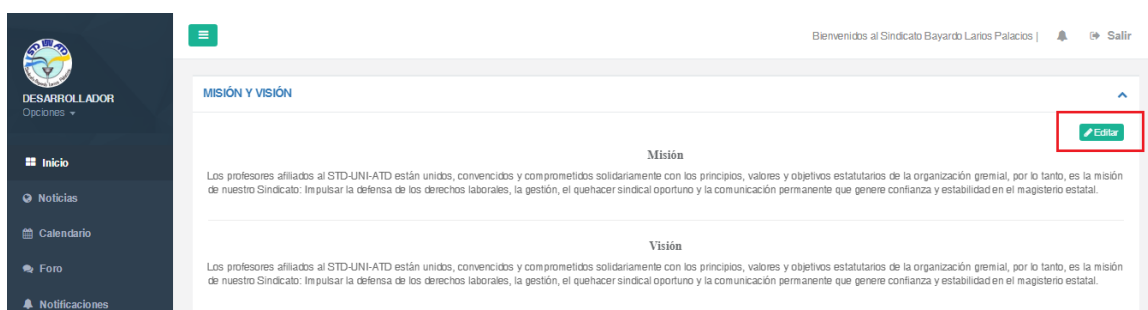 Bienvenidos al Sindicato Bayardo Larios Palacios |
Salir
STD UNI ATD
DESARROLLADOR
Opciones
Inicio
Noticias
Calendario
Foro
Notificaciones
MISIÓN Y VISIÓN
Editar
Misión
Los profesores afiliados al STD-UNI-ATD están unidos, convencidos y comprometidos solidariamente con los principios, valores y objetivos estatutarios de la organización gremial, por lo tanto, es la misión
de nuestro Sindicato: Impulsar la defensa de los derechos laborales, la gestión, el quehacer sindical oportuno y la comunicación permanente que genere confianza y estabilidad en el magisterio estatal.
Visión
Los profesores afiliados al STD-UNI-ATD están unidos, convencidos y comprometidos solidariamente con los principios, valores y objetivos estatutarios de la organización gremial, por lo tanto, es la misión
de nuestro Sindicato: Impulsar la defensa de los derechos laborales, la gestión, el quehacer sindical oportuno y la comunicación permanente que genere confianza y estabilidad en el magisterio estatal.